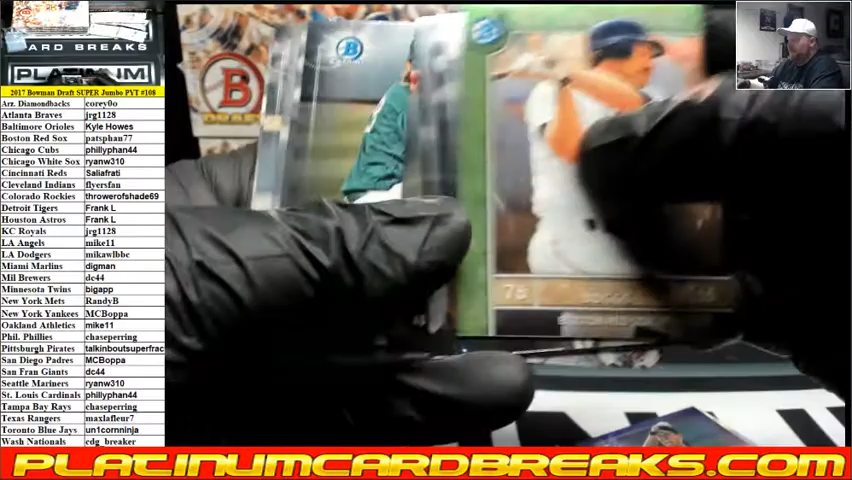 ARD BREAKS
PLATINUM
2017 Bowman Draft SUPER Jumbo PYT #108
Arz. Diamondbacks corey0o
Atlanta Braves jrg1128
Baltimore Orioles Kyle Howes
Boston Red Sox patsphan77
Chicago Cubs phillyphan44
Chicago White Sox ryanw310
Cincinnati Reds Saliafrati
Cleveland Indians flyersfan
Colorado Rockies throwerofshade69
Detroit Tigers Frank L
Houston Astros Frank L
KC Royals jrg1128
LA Angels mike11
LA Dodgers mikawlbbc
Miami Marlins digman
Mil Brewers dc44
Minnesota Twins bigapp
New York Mets RandyB
New York Yankees MCBoppa
Oakland Athletics mike11
Phil. Phillies chaseperring
Pittsburgh Pirates talkinboutsuperfrac
San Diego Padres MCBoppa
San Fran Giants dc44
Seattle Mariners ryanw310
St. Louis Cardinals phillyphan44
Tampa Bay Rays chaseperring
Texas Rangers maxlafleur7
Toronto Blue Jays un1cornninja
Wash Nationals cdg_breaker
B
B
B
PLATINUMCARDBREAKS.COM